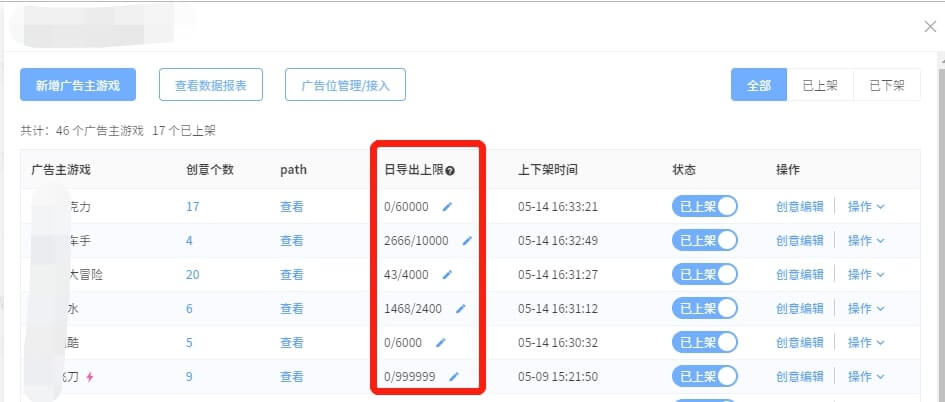 新增广告主游戏 查看数据报表 广告位管理/接入 全部 已上架 已下架
共计: 46 个广告主游戏 17 个已上架
广告主游戏 创意个数 path 日导出上限 上下架时间 状态 操作
克力 17 查看 0/60000 05-14 16:33:21 已上架 创意编辑 操作
车手 4 查看 2666/10000 05-14 16:32:49 已上架 创意编辑 操作
大冒险 20 查看 43/4000 05-14 16:31:27 已上架 创意编辑 操作
水 6 查看 1468/2400 05-14 16:31:12 已上架 创意编辑 操作
酷 5 查看 0/6000 05-14 16:30:32 已上架 创意编辑 操作
刀 9 查看 0/999999 05-09 15:21:50 已上架 创意编辑 操作